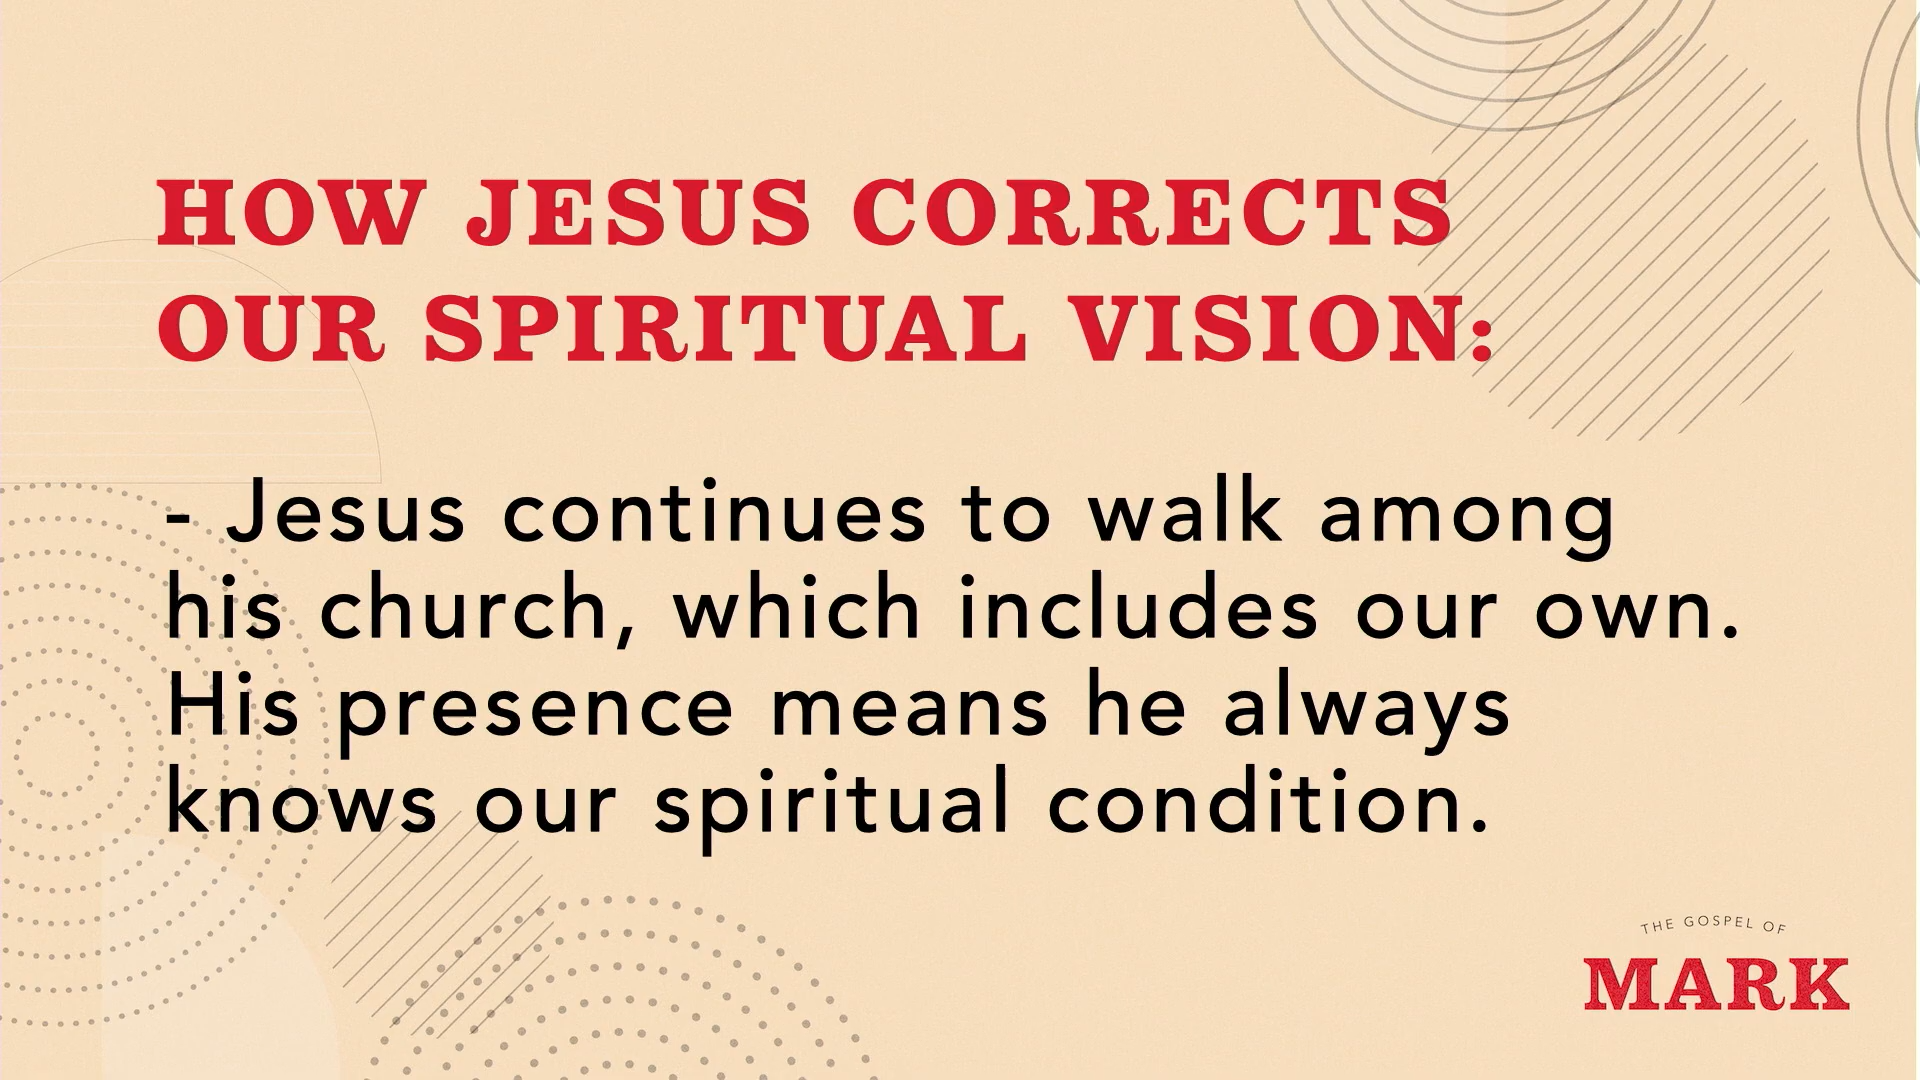 HOW JESUS CORRECTS
OUR SPIRITUAL VISION:
- Jesus continues to walk among
his church, which includes our own.
His presence means he always
knows our spiritual condition.
THE GOSPEL OF
MARK